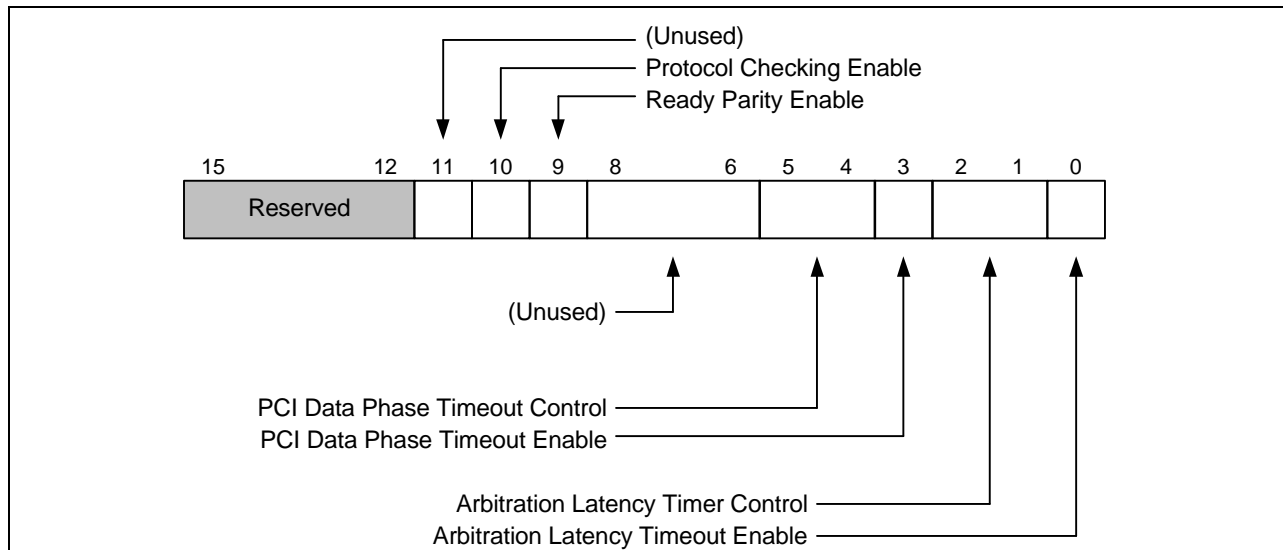 (Unused)
Protocol Checking Enable
Ready Parity Enable
15 12 11 10 9 8 6 5 4 3 2 1 0
Reserved
(Unused)
PCI Data Phase Timeout Control
PCI Data Phase Timeout Enable
Arbitration Latency Timer Control
Arbitration Latency Timeout Enable